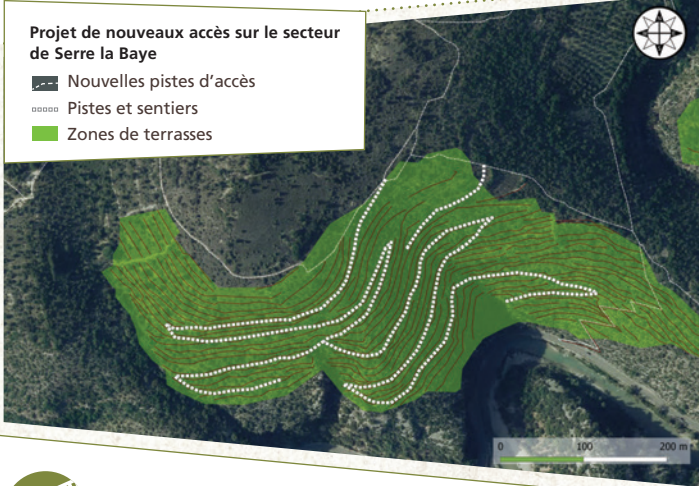 Projet de nouveaux accès sur le secteur
de Serre la Baye
Nouvelles pistes d’accès
Pistes et sentiers
Zones de terrasses
0 100 200 m